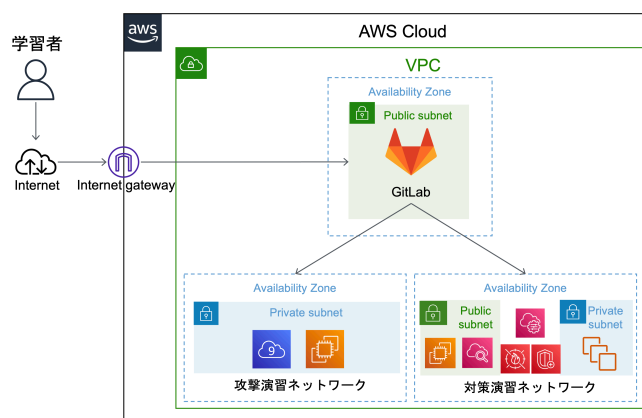 学習者
Internet
Internet gateway
aws
AWS Cloud
VPC
Availability Zone
Public subnet
GitLab
Availability Zone
Private subnet
9
攻撃演習ネットワーク
Availability Zone
Public
subnet
Private
subnet
対策演習ネットワーク